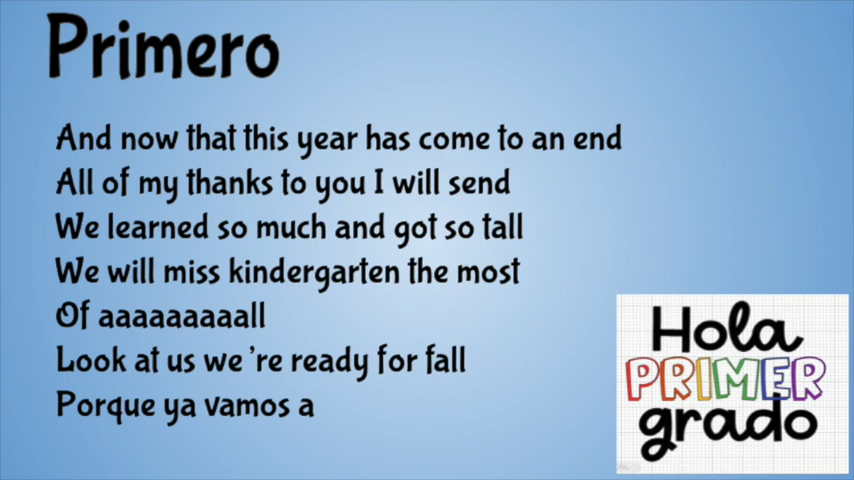 Primero
And now that this year has come to an end
All of my thanks to you I will send
We learned so much and got so tall
We will miss kindergarten the most
Of aaaaaaaaall
Look at us we're ready for fall
Porque ya vamos a
Hola
PRIMER
grado